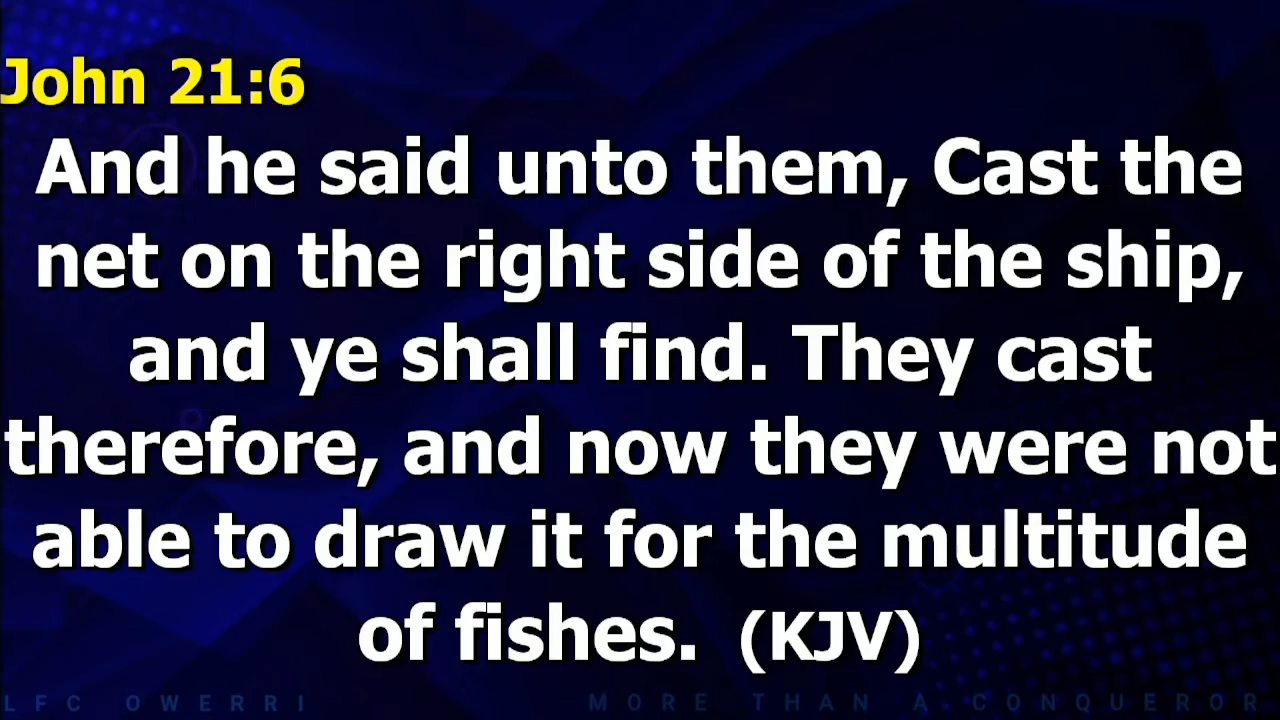 John 21:6
And he said unto them, Cast the
net on the right side of the ship,
and ye shall find. They cast
therefore, and now they were not
able to draw it for the multitude
of fishes. (KJV)
LFC OWERRI MORE THAN A CONQUEROR